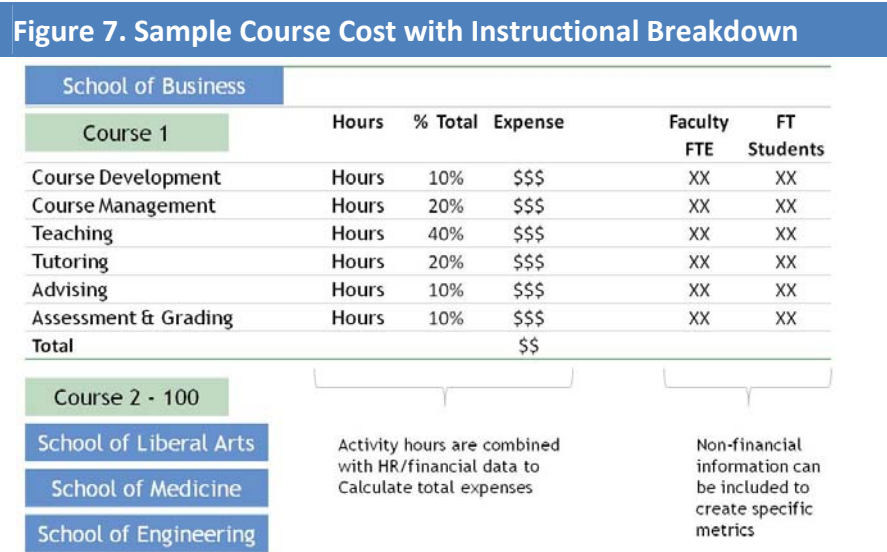 Figure 7. Sample Course Cost with Instructional Breakdown
School of Business
Course 1
Hours % Total Expense Faculty FTE FT Students
Course Development Hours 10% $$$ XX XX
Course Management Hours 20% $$$ XX XX
Teaching Hours 40% $$$ XX XX
Tutoring Hours 20% $$$ XX XX
Advising Hours 10% $$$ XX XX
Assessment & Grading Hours 10% $$$ XX XX
Total $$
Course 2 - 100
School of Liberal Arts
School of Medicine
School of Engineering
Activity hours are combined
with HR/financial data to
Calculate total expenses
Non-financial
information can
be included to
create specific
metrics